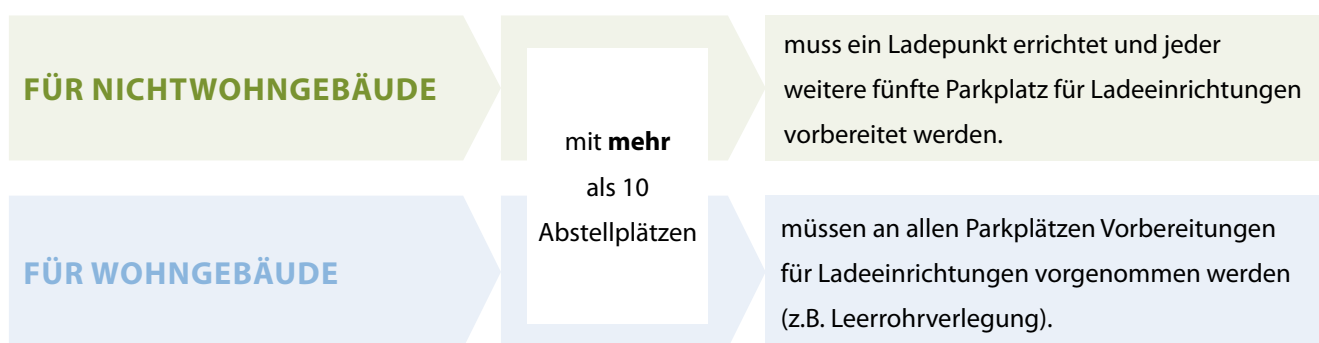 FÜR NICHTWOHNGEBÄUDE
mit mehr
als 10
Abstellplätzen
muss ein Ladepunkt errichtet und jeder
weitere fünfte Parkplatz für Ladeeinrichtungen
vorbereitet werden.
FÜR WOHNGEBÄUDE
müssen an allen Parkplätzen Vorbereitungen
für Ladeeinrichtungen vorgenommen werden
(z.B. Leerrohrverlegung).